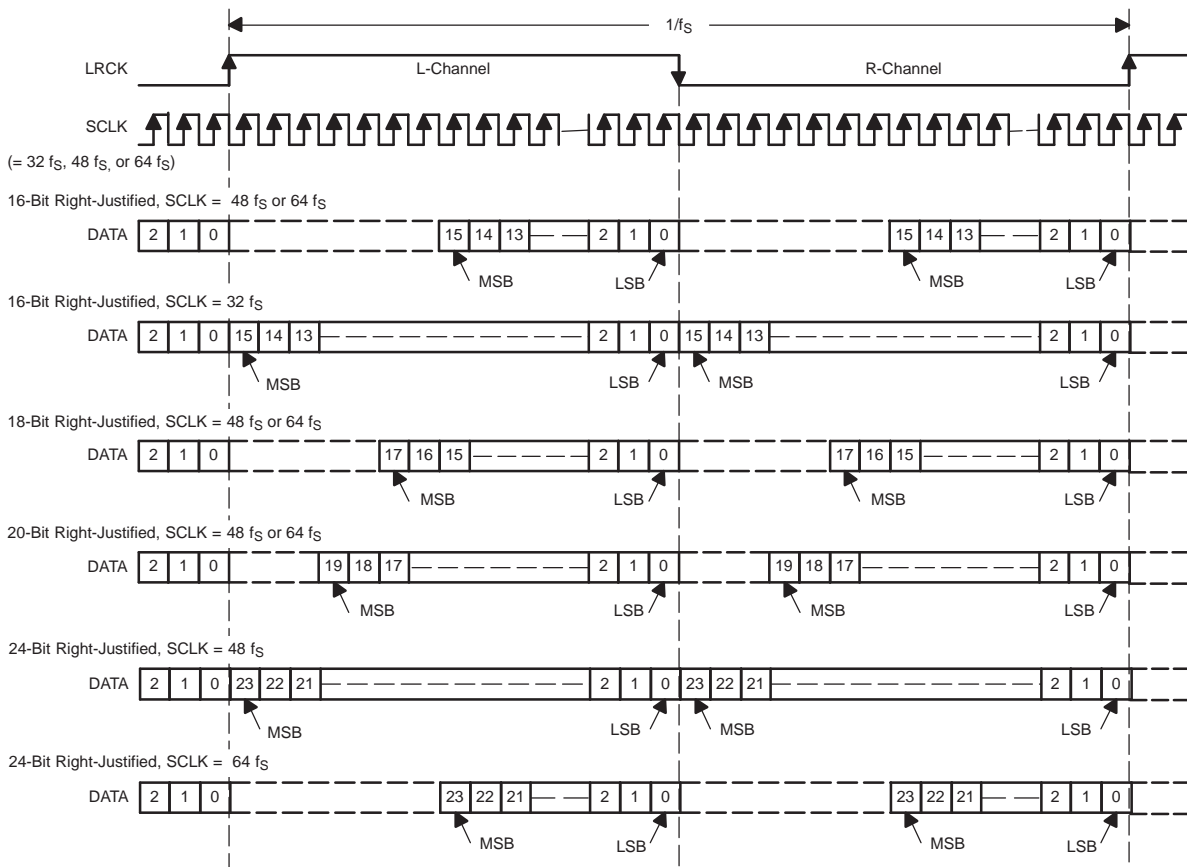 1/fS
LRCK L-Channel R-Channel
SCLK
(= 32 fS, 48 fS, or 64 fS)
16-Bit Right-Justified, SCLK = 48 fS or 64 fS
DATA 2 1 0 15 14 13 2 1 0 15 14 13 2 1 0
MSB LSB MSB LSB
16-Bit Right-Justified, SCLK = 32 fS
DATA 2 1 0 15 14 13 2 1 0 15 14 13 2 1 0
MSB LSB MSB LSB
18-Bit Right-Justified, SCLK = 48 fS or 64 fS
DATA 2 1 0 17 16 15 2 1 0 17 16 15 2 1 0
MSB LSB MSB LSB
20-Bit Right-Justified, SCLK = 48 fS or 64 fS
DATA 2 1 0 19 18 17 2 1 0 19 18 17 2 1 0
MSB LSB MSB LSB
24-Bit Right-Justified, SCLK = 48 fS
DATA 2 1 0 23 22 21 2 1 0 23 22 21 2 1 0
MSB LSB MSB LSB
24-Bit Right-Justified, SCLK = 64 fS
DATA 2 1 0 23 22 21 2 1 0 23 22 21 2 1 0
MSB LSB MSB LSB